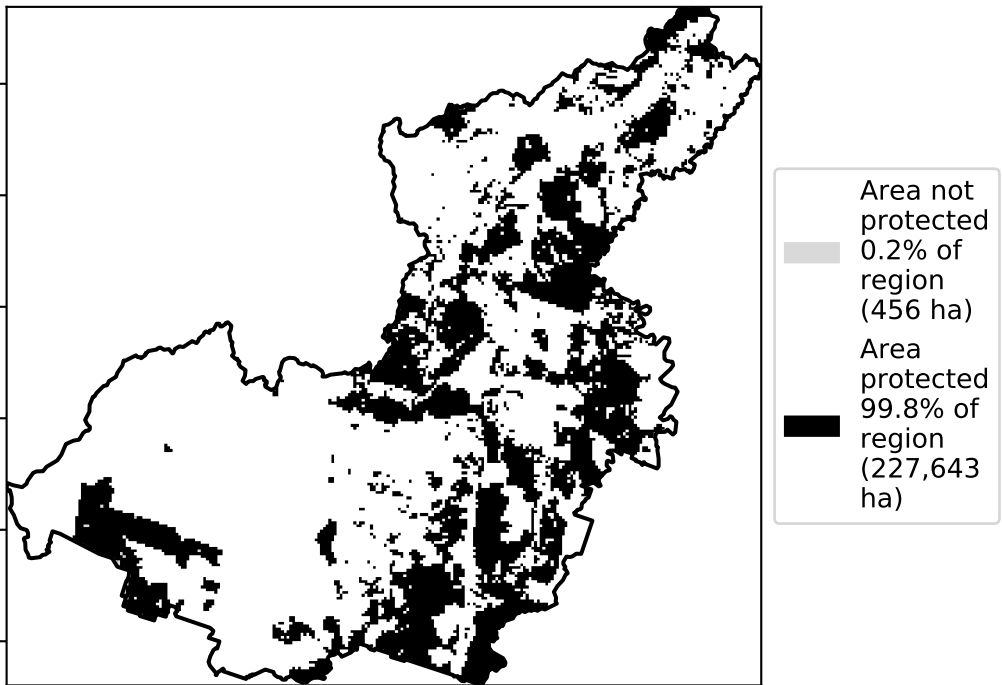 Area not
protected
0.2% of
region
(456 ha)
Area
protected
99.8% of
region
(227,643
ha)